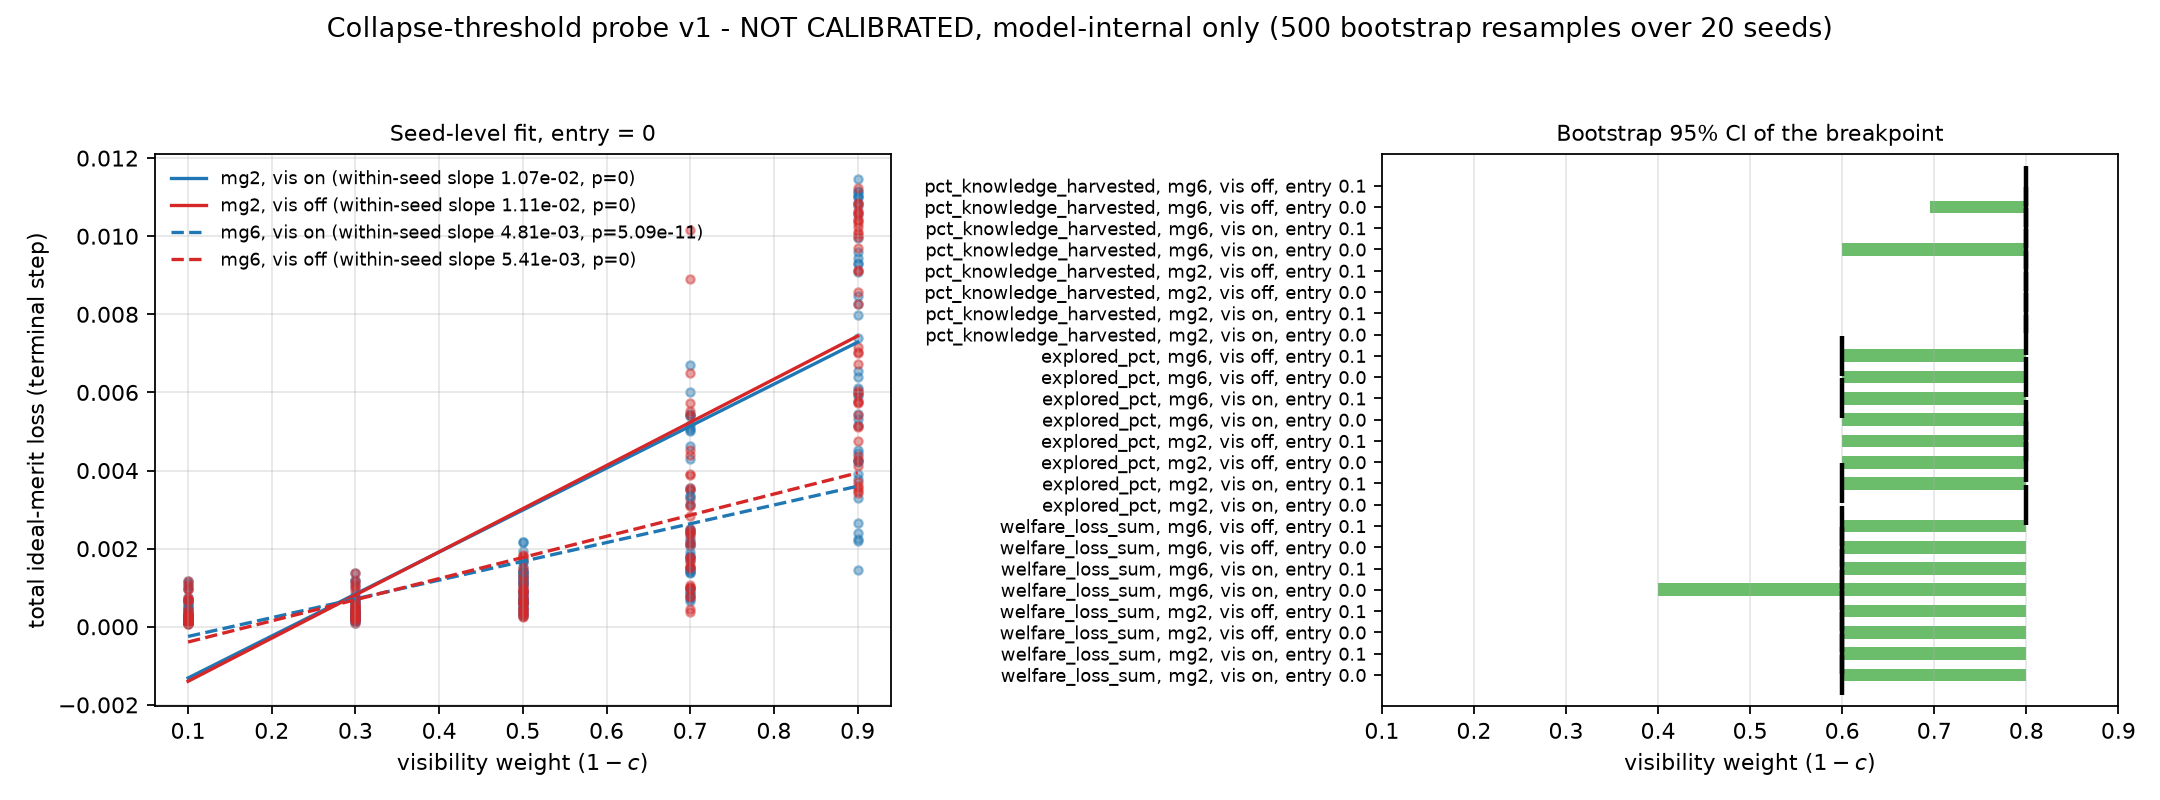 Collapse-threshold probe v1 - NOT CALIBRATED, model-internal only (500 bootstrap resamples over 20 seeds)
Seed-level fit, entry = 0
total ideal-merit loss (terminal step)
0.012
0.010
0.008
0.006
0.004
0.002
0.000
−0.002
mg2, vis on (within-seed slope 1.07e-02, p=0)
mg2, vis off (within-seed slope 1.11e-02, p=0)
mg6, vis on (within-seed slope 4.81e-03, p=5.09e-11)
mg6, vis off (within-seed slope 5.41e-03, p=0)
0.1 0.2 0.3 0.4 0.5 0.6 0.7 0.8 0.9
visibility weight (1 − c)
Bootstrap 95% CI of the breakpoint
pct_knowledge_harvested, mg6, vis off, entry 0.1
pct_knowledge_harvested, mg6, vis off, entry 0.0
pct_knowledge_harvested, mg6, vis on, entry 0.1
pct_knowledge_harvested, mg6, vis on, entry 0.0
pct_knowledge_harvested, mg2, vis off, entry 0.1
pct_knowledge_harvested, mg2, vis off, entry 0.0
pct_knowledge_harvested, mg2, vis on, entry 0.1
pct_knowledge_harvested, mg2, vis on, entry 0.0
explored_pct, mg6, vis off, entry 0.1
explored_pct, mg6, vis off, entry 0.0
explored_pct, mg6, vis on, entry 0.1
explored_pct, mg6, vis on, entry 0.0
explored_pct, mg2, vis off, entry 0.1
explored_pct, mg2, vis off, entry 0.0
explored_pct, mg2, vis on, entry 0.1
explored_pct, mg2, vis on, entry 0.0
welfare_loss_sum, mg6, vis off, entry 0.1
welfare_loss_sum, mg6, vis off, entry 0.0
welfare_loss_sum, mg6, vis on, entry 0.1
welfare_loss_sum, mg6, vis on, entry 0.0
welfare_loss_sum, mg2, vis off, entry 0.1
welfare_loss_sum, mg2, vis off, entry 0.0
welfare_loss_sum, mg2, vis on, entry 0.1
welfare_loss_sum, mg2, vis on, entry 0.0
0.1 0.2 0.3 0.4 0.5 0.6 0.7 0.8 0.9
visibility weight (1 − c)